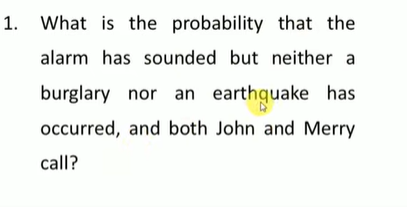 1. What is the probability that the
alarm has sounded but neither a
burglary nor an earthquake has
occurred, and both John and Merry
call?